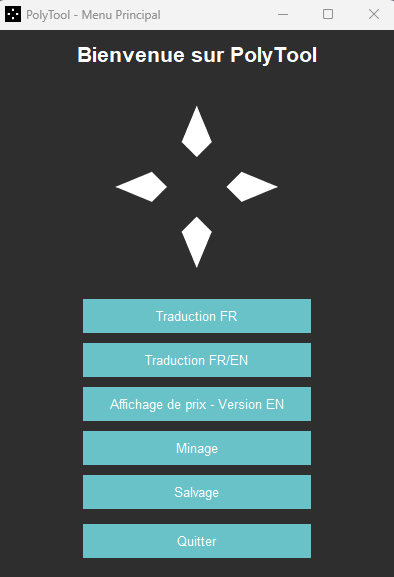 PolyTool - Menu Principal
Bienvenue sur PolyTool
Traduction FR
Traduction FR/EN
Affichage de prix - Version EN
Minage
Salvage
Quitter